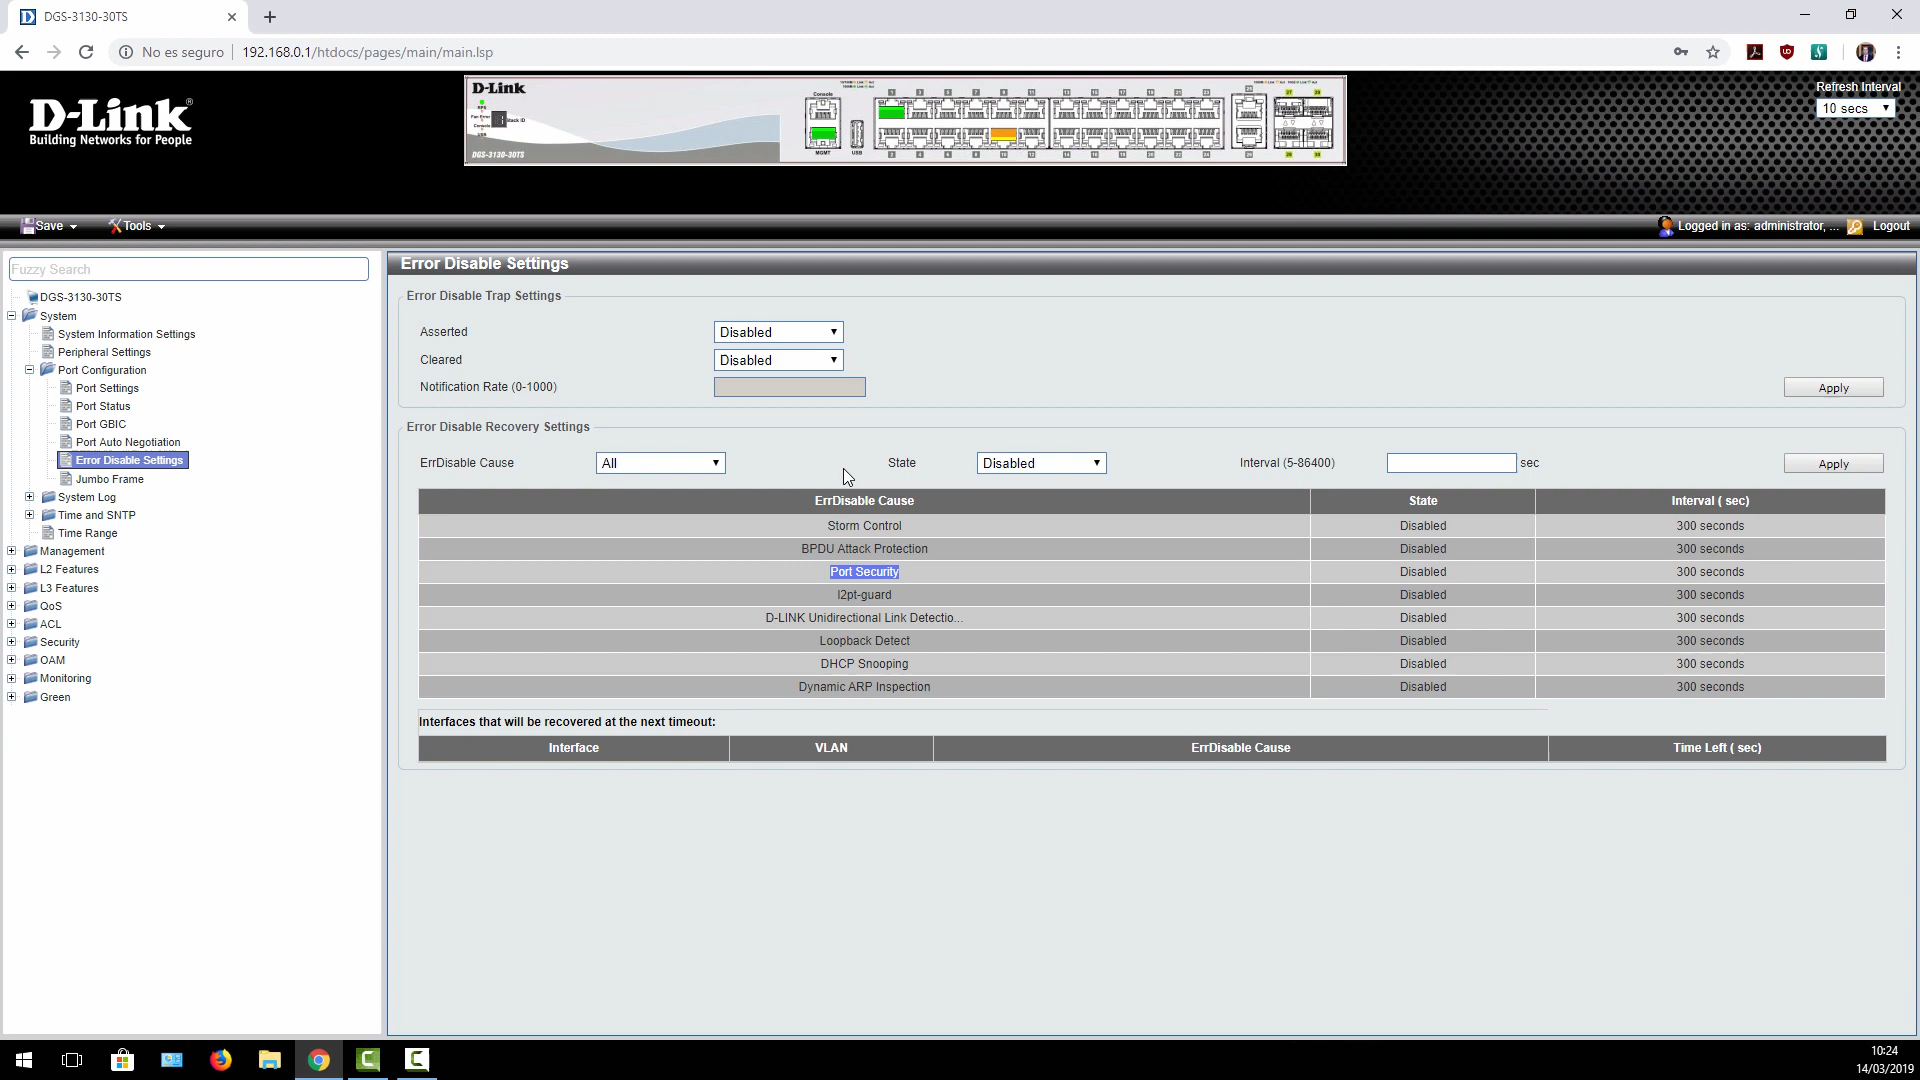 DGS-3130-30TS
No es seguro
192.168.0.1/htdocs/pages/main/main.lsp
D-Link
Building Networks for People
D-Link
Console
MGMT
USB
DGS-3130-30TS
Refresh Interval
10 secs
Save
Tools
Logged in as: administrator, ...
Logout
Fuzzy Search
DGS-3130-30TS
System
System Information Settings
Peripheral Settings
Port Configuration
Port Settings
Port Status
Port GBIC
Port Auto Negotiation
Error Disable Settings
Jumbo Frame
System Log
Time and SNTP
Time Range
Management
L2 Features
L3 Features
QoS
ACL
Security
OAM
Monitoring
Green
Error Disable Settings
Error Disable Trap Settings
Asserted Disabled
Cleared Disabled
Notification Rate (0-1000) Apply
Error Disable Recovery Settings
ErrDisable Cause All State Disabled Interval (5-86400) sec Apply
ErrDisable Cause State Interval ( sec)
Storm Control Disabled 300 seconds
BPDU Attack Protection Disabled 300 seconds
Port Security Disabled 300 seconds
l2pt-guard Disabled 300 seconds
D-LINK Unidirectional Link Detectio... Disabled 300 seconds
Loopback Detect Disabled 300 seconds
DHCP Snooping Disabled 300 seconds
Dynamic ARP Inspection Disabled 300 seconds
Interfaces that will be recovered at the next timeout:
Interface VLAN ErrDisable Cause Time Left ( sec)
10:24
14/03/2019